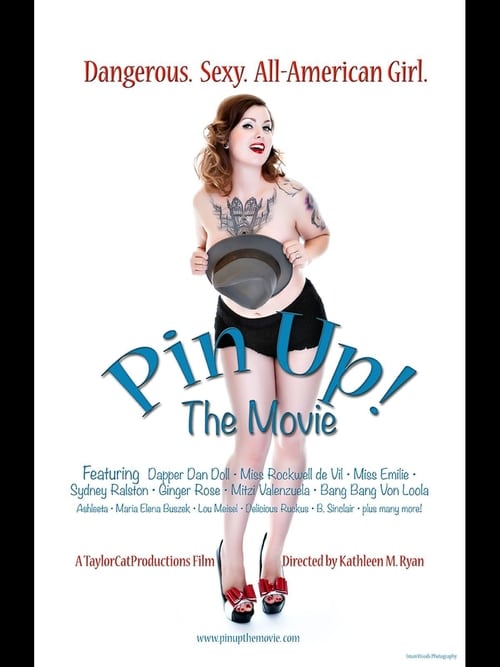 Dangerous. Sexy. All-American Girl.
Pin Up!
The Movie
Featuring Dapper Dan Doll • Miss Rockwell de Vil • Miss Emilie •
Sydney Ralston • Ginger Rose • Mitzi Valenzuela • Bang Bang Von Loola
Ashleeta • Maria Elena Buszek • Lou Meisel • Delicious Ruckus • B. Sinclair • plus many more!
A TaylorCatProductions Film
Directed by Kathleen M. Ryan
www.pinupthemovie.com